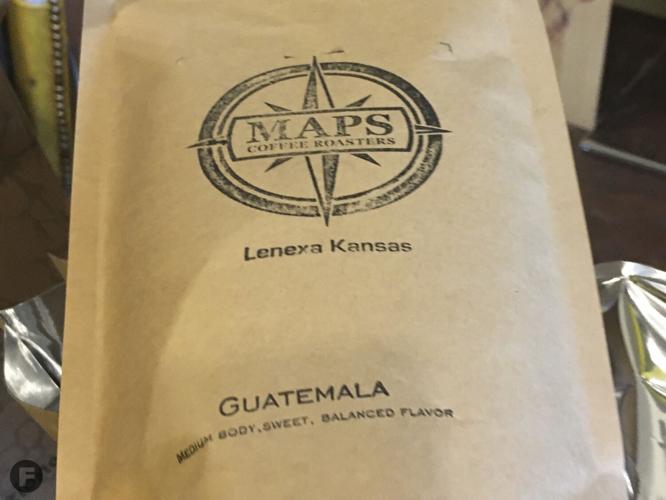 MAPS
COFFEE ROASTERS
Lenexa Kansas
GUATEMALA
MEDIUM BODY, SWEET, BALANCED FLAVOR
F